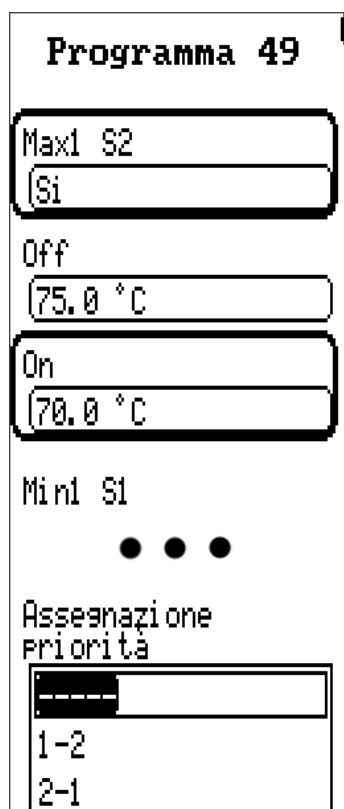 Programma 49
Max1 S2
Si
Off
75.0 °C
On
70.0 °C
Min1 S1
Assegnazione
priorità
-----
1-2
2-1